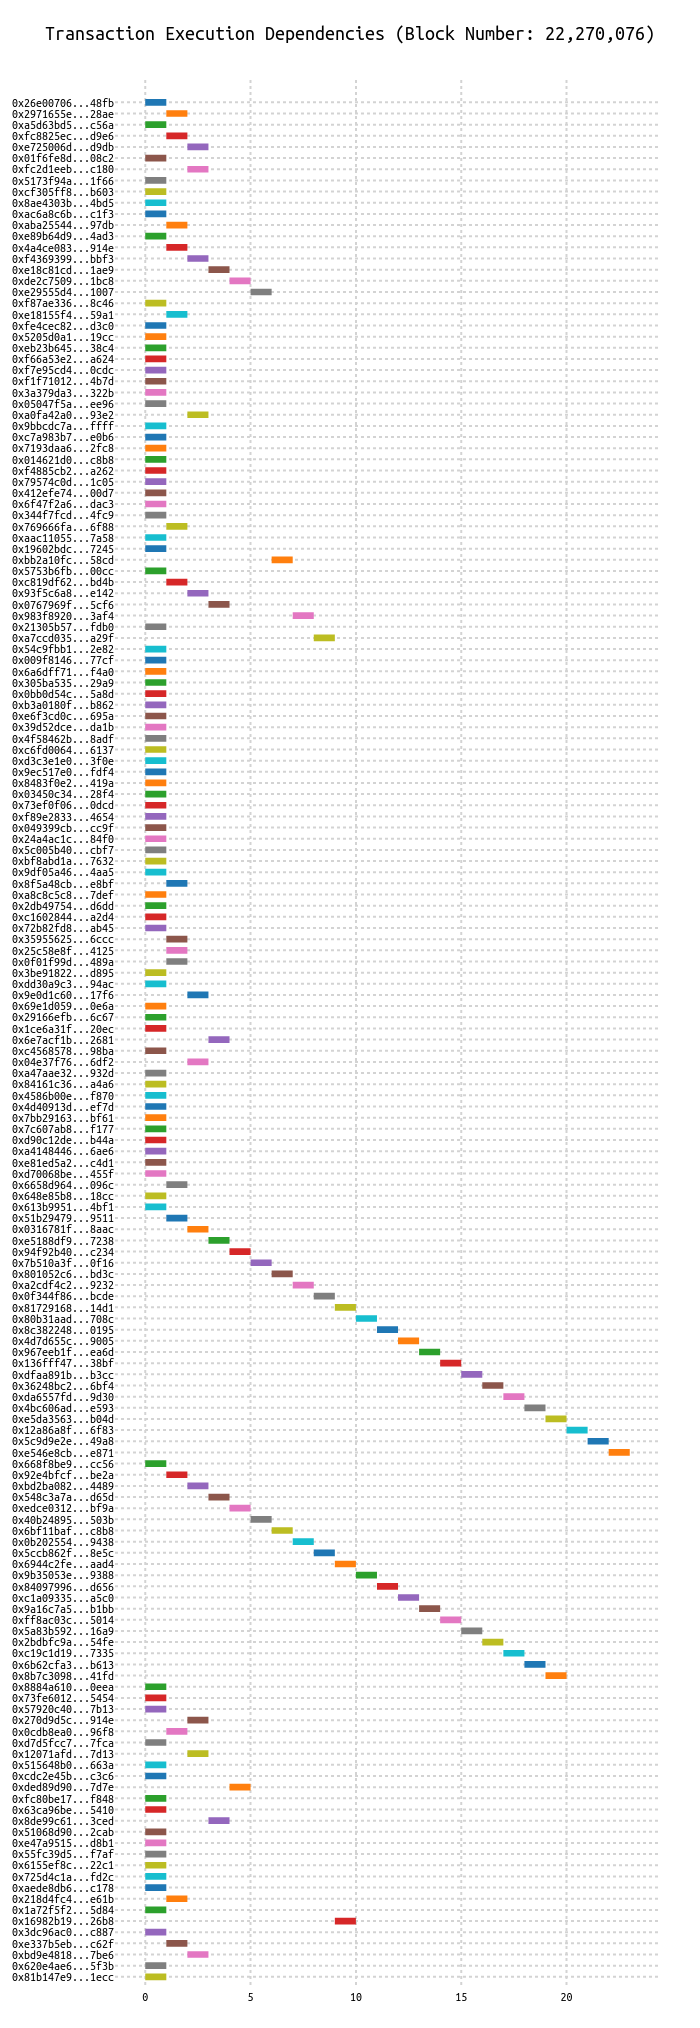 Transaction Execution Dependencies (Block Number: 22,270,076)
0x26e00706...48fb
0x2971655e...28ae
0xa5d63bd5...c56a
0xfc8825ec...d9e6
0xe725006d...d9db
0x01f6fe8d...08c2
0xfc2d1eeb...c180
0x5173f94a...1f66
0xcf305ff8...b603
0x8ae4303b...4bd5
0xac6a8c6b...c1f3
0xaba25544...97db
0xe89b64d9...4ad3
0x4a4ce083...914e
0xf4369399...bbf3
0xe18c81cd...1ae9
0xde2c7509...1bc8
0xe29555d4...1007
0xf87ae336...8c46
0xe18155f4...59a1
0xfe4cec82...d3c0
0x5205d0a1...19cc
0xeb23b645...38c4
0xf66a53e2...a624
0xf7e95cd4...0cdc
0xf1f71012...4b7d
0x3a379da3...322b
0x05047f5a...ee96
0xa0fa42a0...93e2
0x9bbcdc7a...ffff
0xc7a983b7...e0b6
0x7193daa6...2fc8
0x014621d0...c8b8
0xf4885cb2...a262
0x79574c0d...1c05
0x412efe74...00d7
0x6f47f2a6...dac3
0x344f7fcd...4fc9
0x769666fa...6f88
0xaac11055...7a58
0x19602bdc...7245
0xbb2a10fc...58cd
0x5753b6fb...00cc
0xc819df62...bd4b
0x93f5c6a8...e142
0x0767969f...5cf6
0x983f8920...3af4
0x21305b57...fdb0
0xa7ccd035...a29f
0x54c9fbb1...2e82
0x009f8146...77cf
0x6a6dff71...f4a0
0x305ba535...29a9
0x0bb0d54c...5a8d
0xb3a0180f...b862
0xe6f3cd0c...695a
0x39d52dce...da1b
0x4f58462b...8adf
0xc6fd0064...6137
0xd3c3e1e0...3f0e
0x9ec517e0...fdf4
0x8483f0e2...419a
0x03450c34...28f4
0x73ef0f06...0dcd
0xf89e2833...4654
0x049399cb...cc9f
0x24a4ac1c...84f0
0x5c005b40...cbf7
0xbf8abd1a...7632
0x9df05a46...4aa5
0x8f5a48cb...e8bf
0xa8c8c5c8...7def
0x2db49754...d6dd
0xc1602844...a2d4
0x72b82fd8...ab45
0x35955625...6ccc
0x25c58e8f...4125
0x0f01f99d...489a
0x3be91822...d895
0xdd30a9c3...94ac
0x9e0d1c60...17f6
0x69e1d059...0e6a
0x29166efb...6c67
0x1ce6a31f...20ec
0x6e7acf1b...2681
0xc4568578...98ba
0x04e37f76...6df2
0xa47aae32...932d
0x84161c36...a4a6
0x4586b00e...f870
0x4d40913d...ef7d
0x7bb29163...bf61
0x7c607ab8...f177
0xd90c12de...b44a
0xa4148446...6ae6
0xe81ed5a2...c4d1
0xd70068be...455f
0x6658d964...096c
0x648e85b8...18cc
0x613b9951...4bf1
0x51b29479...9511
0x0316781f...8aac
0xe5188df9...7238
0x94f92b40...c234
0x7b510a3f...0f16
0x801052c6...bd3c
0xa2cdf4c2...9232
0x0f344f86...bcde
0x81729168...14d1
0x80b31aad...708c
0x8c382248...0195
0x4d7d655c...9005
0x967eeb1f...ea6d
0x136fff47...38bf
0xdfaa891b...b3cc
0x36248bc2...6bf4
0xda6557fd...9d30
0x4bc606ad...e593
0xe5da3563...b04d
0x12a86a8f...6f83
0x5c9d9e2e...49a8
0xe546e8cb...e871
0x668f8be9...cc56
0x92e4bfcf...be2a
0xbd2ba082...4489
0x548c3a7a...d65d
0xedce0312...bf9a
0x40b24895...503b
0x6bf11baf...c8b8
0x0b202554...9438
0x5ccb862f...8e5c
0x6944c2fe...aad4
0x9b35053e...9388
0x84097996...d656
0xc1a09335...a5c0
0x9a16c7a5...b1bb
0xff8ac03c...5014
0x5a83b592...16a9
0x2bdbfc9a...54fe
0xc19c1d19...7335
0x6b62cfa3...b613
0x8b7c3098...41fd
0x8884a610...0eea
0x73fe6012...5454
0x57920c40...7b13
0x270d9d5c...914e
0x0cdb8ea0...96f8
0xd7d5fcc7...7fca
0x12071afd...7d13
0x515648b0...663a
0xcdc2e45b...c3c6
0xded89d90...7d7e
0xfc80be17...f848
0x63ca96be...5410
0x8de99c61...3ced
0x51068d90...2cab
0xe47a9515...d8b1
0x55fc39d5...f7af
0x6155ef8c...22c1
0x725d4c1a...fd2c
0xaede8db6...c178
0x218d4fc4...e61b
0x1a72f5f2...5d84
0x16982b19...26b8
0x3dc96ac0...c887
0xe337b5eb...c62f
0xbd9e4818...7be6
0x620e4ae6...5f3b
0x81b147e9...1ecc
0 5 10 15 20